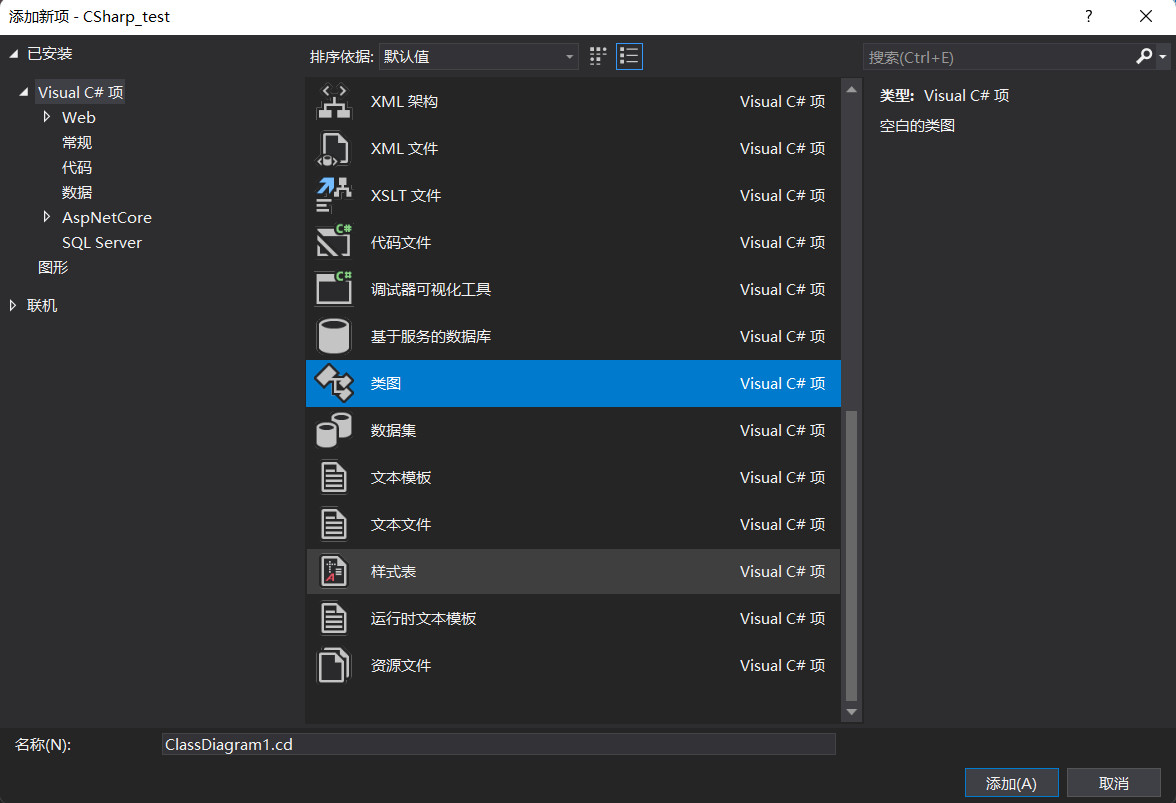 添加新项 - CSharp_test
?
已安装
Visual C# 项
Web
常规
代码
数据
AspNetCore
SQL Server
图形
联机
排序依据: 默认值
XML 架构 Visual C# 项
XML 文件 Visual C# 项
XSLT 文件 Visual C# 项
代码文件 Visual C# 项
调试器可视化工具 Visual C# 项
基于服务的数据库 Visual C# 项
类图 Visual C# 项
数据集 Visual C# 项
文本模板 Visual C# 项
文本文件 Visual C# 项
样式表 Visual C# 项
运行时文本模板 Visual C# 项
资源文件 Visual C# 项
搜索(Ctrl+E)
类型: Visual C# 项
空白的类图
名称(N): ClassDiagram1.cd
添加(A) 取消